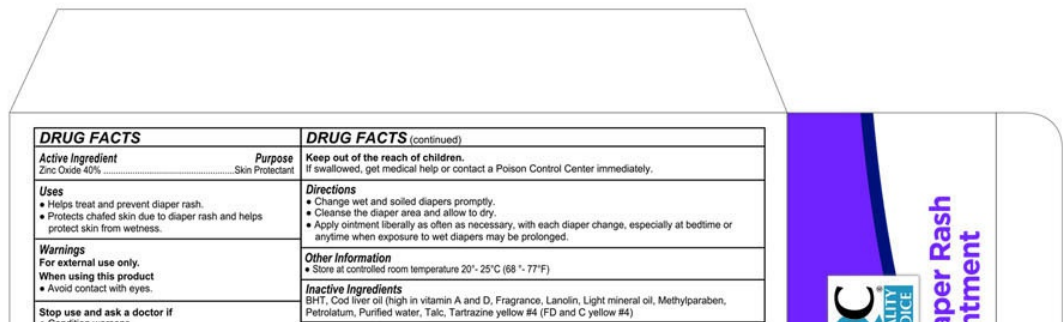 DRUG FACTS
Active Ingredient Purpose
Zinc Oxide 40% ..................................................Skin Protectant
Uses
● Helps treat and prevent diaper rash.
● Protects chafed skin due to diaper rash and helps
protect skin from wetness.
Warnings
For external use only.
When using this product
● Avoid contact with eyes.
Stop use and ask a doctor if
DRUG FACTS (continued)
Keep out of the reach of children.
If swallowed, get medical help or contact a Poison Control Center immediately.
Directions
● Change wet and soiled diapers promptly.
● Cleanse the diaper area and allow to dry.
● Apply ointment liberally as often as necessary, with each diaper change, especially at bedtime or
anytime when exposure to wet diapers may be prolonged.
Other Information
● Store at controlled room temperature 20°- 25°C (68 °- 77°F)
Inactive Ingredients
BHT, Cod liver oil (high in vitamin A and D, Fragrance, Lanolin, Light mineral oil, Methylparaben,
Petrolatum, Purified water, Talc, Tartrazine yellow #4 (FD and C yellow #4)
C®
ALITY
OICE
aper Rash
ntment